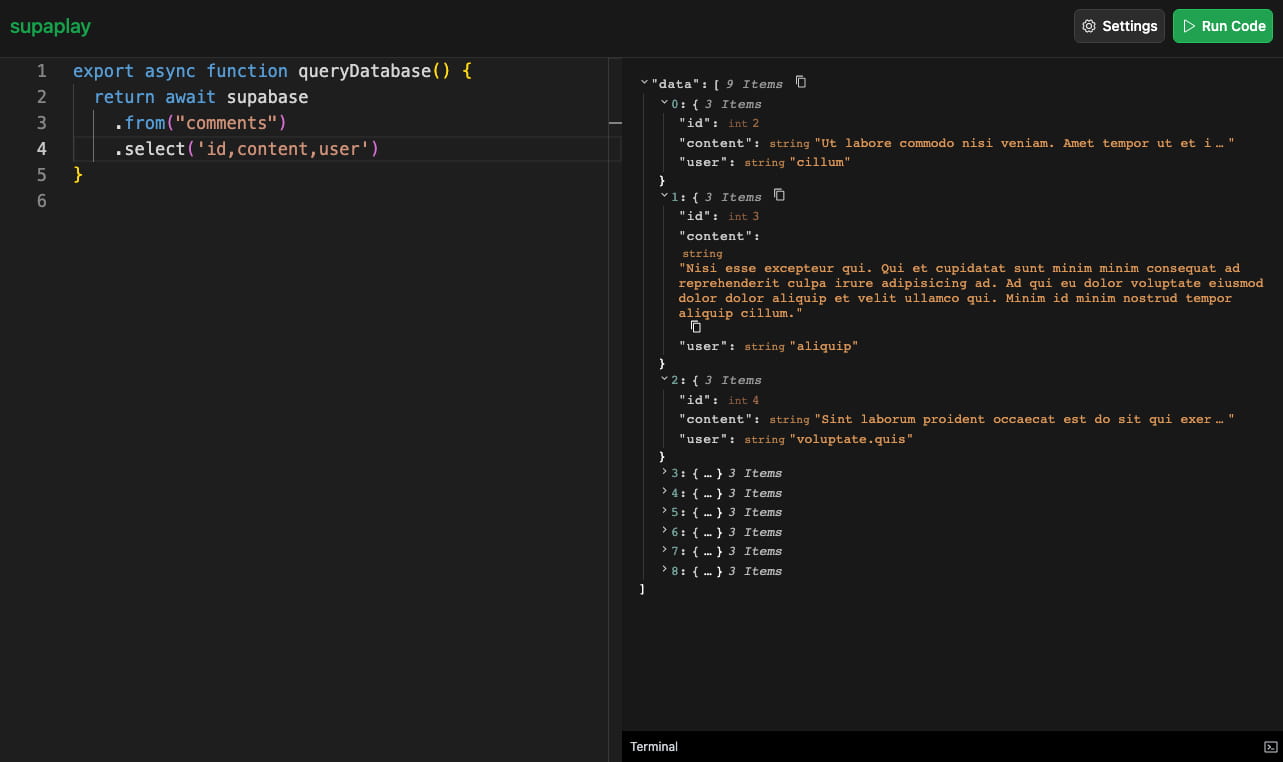 supaplay
Settings
Run Code
1 export async function queryDatabase() {
2 return await supabase
3 .from("comments")
4 .select('id,content,user')
5 }
6
"data": [ 9 Items
0: { 3 Items
"id": int 2
"content": string "Ut labore commodo nisi veniam. Amet tempor ut et i…"
"user": string "cillum"
}
1: { 3 Items
"id": int 3
"content":
string
"Nisi esse excepteur qui. Qui et cupidatat sunt minim minim consequat ad
reprehenderit culpa irure adipisicing ad. Ad qui eu dolor voluptate eiusmod
dolor dolor aliquip et velit ullamco qui. Minim id minim nostrud tempor
aliquip cillum."
"user": string "aliquip"
}
2: { 3 Items
"id": int 4
"content": string "Sint laborum proident occaecat est do sit qui exer…"
"user": string "voluptate.quis"
}
3: {…} 3 Items
4: {…} 3 Items
5: {…} 3 Items
6: {…} 3 Items
7: {…} 3 Items
8: {…} 3 Items
]
Terminal